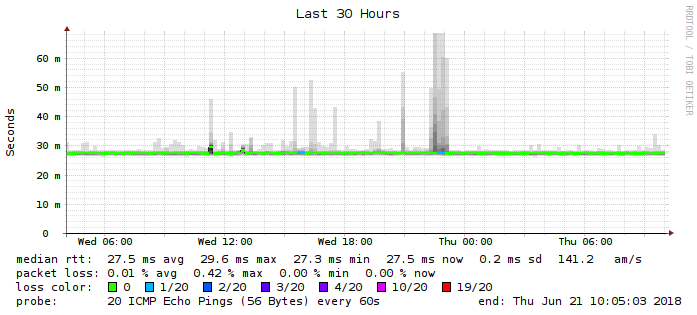 Last 30 Hours
RRDTOOL / TOBI OETIKER
Seconds
60 m
50 m
40 m
30 m
20 m
10 m
0
Wed 06:00 Wed 12:00 Wed 18:00 Thu 00:00 Thu 06:00
median rtt: 27.5 ms avg 29.6 ms max 27.3 ms min 27.5 ms now 0.2 ms sd 141.2 am/s
packet loss: 0.01 % avg 0.42 % max 0.00 % min 0.00 % now
loss color: 0 1/20 2/20 3/20 4/20 10/20 19/20
probe: 20 ICMP Echo Pings (56 Bytes) every 60s end: Thu Jun 21 10:05:03 2018